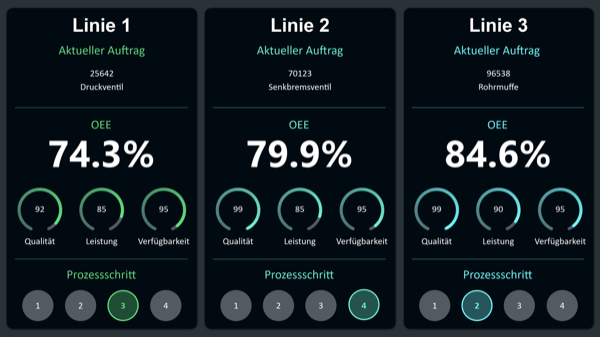 Linie 1
Aktueller Auftrag
25642
Druckventil
OEE
74.3%
92
85
95
Qualität
Leistung
Verfügbarkeit
Prozessschritt
1
2
3
4
Linie 2
Aktueller Auftrag
70123
Senkbremsventil
OEE
79.9%
99
85
95
Qualität
Leistung
Verfügbarkeit
Prozessschritt
1
2
3
4
Linie 3
Aktueller Auftrag
96538
Rohrmuffe
OEE
84.6%
99
90
95
Qualität
Leistung
Verfügbarkeit
Prozessschritt
1
2
3
4